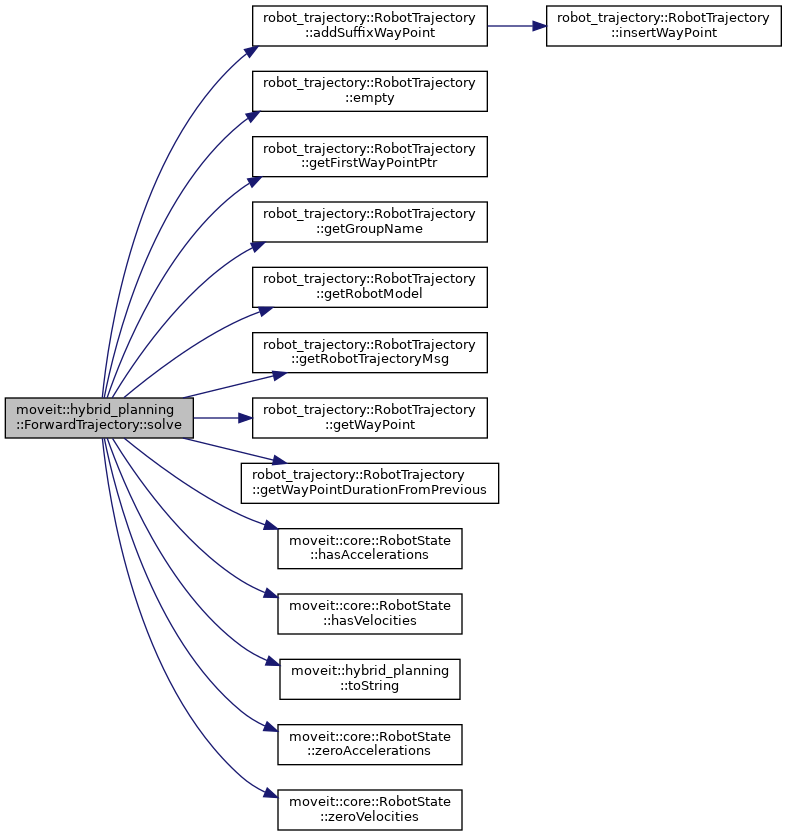 robot_trajectory::RobotTrajectory
::addSuffixWayPoint
robot_trajectory::RobotTrajectory
::insertWayPoint
robot_trajectory::RobotTrajectory
::empty
robot_trajectory::RobotTrajectory
::getFirstWayPointPtr
robot_trajectory::RobotTrajectory
::getGroupName
robot_trajectory::RobotTrajectory
::getRobotModel
robot_trajectory::RobotTrajectory
::getRobotTrajectoryMsg
moveit::hybrid_planning
::ForwardTrajectory::solve
robot_trajectory::RobotTrajectory
::getWayPoint
robot_trajectory::RobotTrajectory
::getWayPointDurationFromPrevious
moveit::core::RobotState
::hasAccelerations
moveit::core::RobotState
::hasVelocities
moveit::hybrid_planning
::toString
moveit::core::RobotState
::zeroAccelerations
moveit::core::RobotState
::zeroVelocities